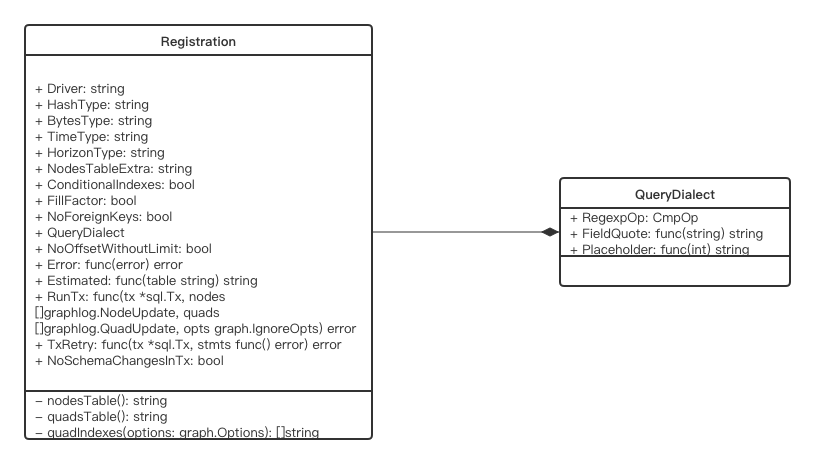 Registration
+ Driver: string
+ HashType: string
+ BytesType: string
+ TimeType: string
+ HorizonType: string
+ NodesTableExtra: string
+ ConditionalIndexes: bool
+ FillFactor: bool
+ NoForeignKeys: bool
+ QueryDialect
+ NoOffsetWithoutLimit: bool
+ Error: func(error) error
+ Estimated: func(table string) string
+ RunTx: func(tx *sql.Tx, nodes
[]graphlog.NodeUpdate, quads
[]graphlog.QuadUpdate, opts graph.IgnoreOpts) error
+ TxRetry: func(tx *sql.Tx, stmts func() error) error
+ NoSchemaChangesInTx: bool
- nodesTable(): string
- quadsTable(): string
- quadIndexes(options: graph.Options): []string
QueryDialect
+ RegexpOp: CmpOp
+ FieldQuote: func(string) string
+ Placeholder: func(int) string